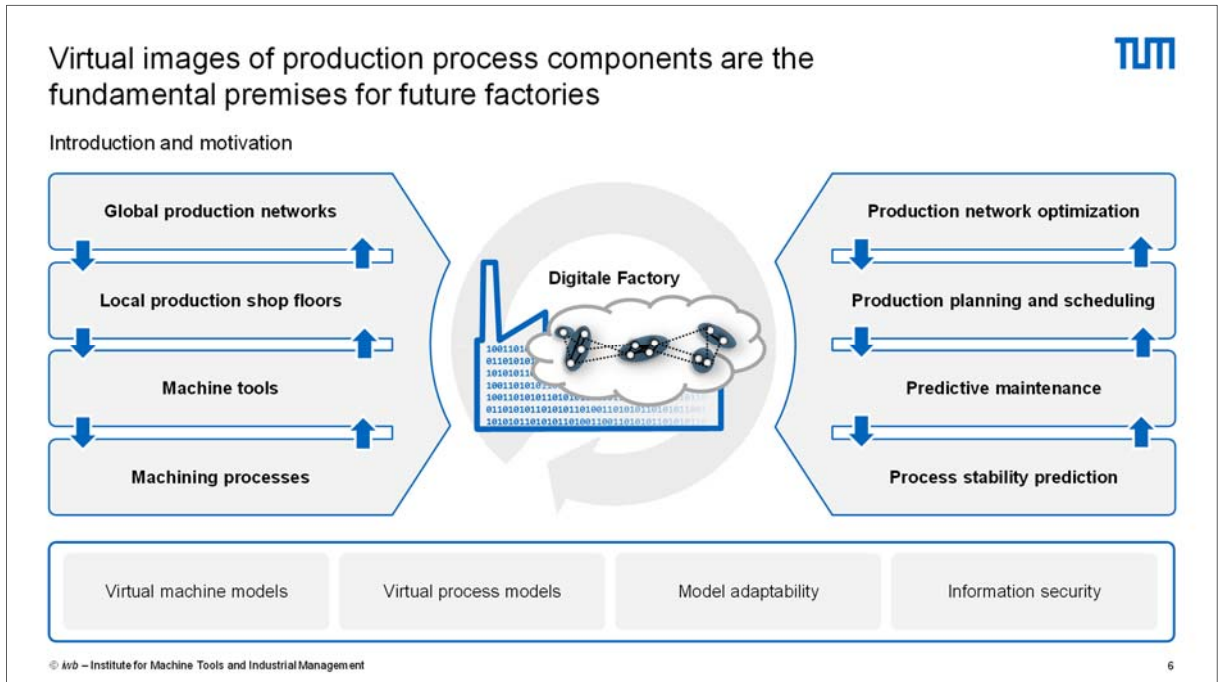 Virtual images of production process components are the
fundamental premises for future factories
TUM
Introduction and motivation
Global production networks
Local production shop floors
Machine tools
Machining processes
Digitale Factory
Production network optimization
Production planning and scheduling
Predictive maintenance
Process stability prediction
Virtual machine models
Virtual process models
Model adaptability
Information security
© iwb – Institute for Machine Tools and Industrial Management
6